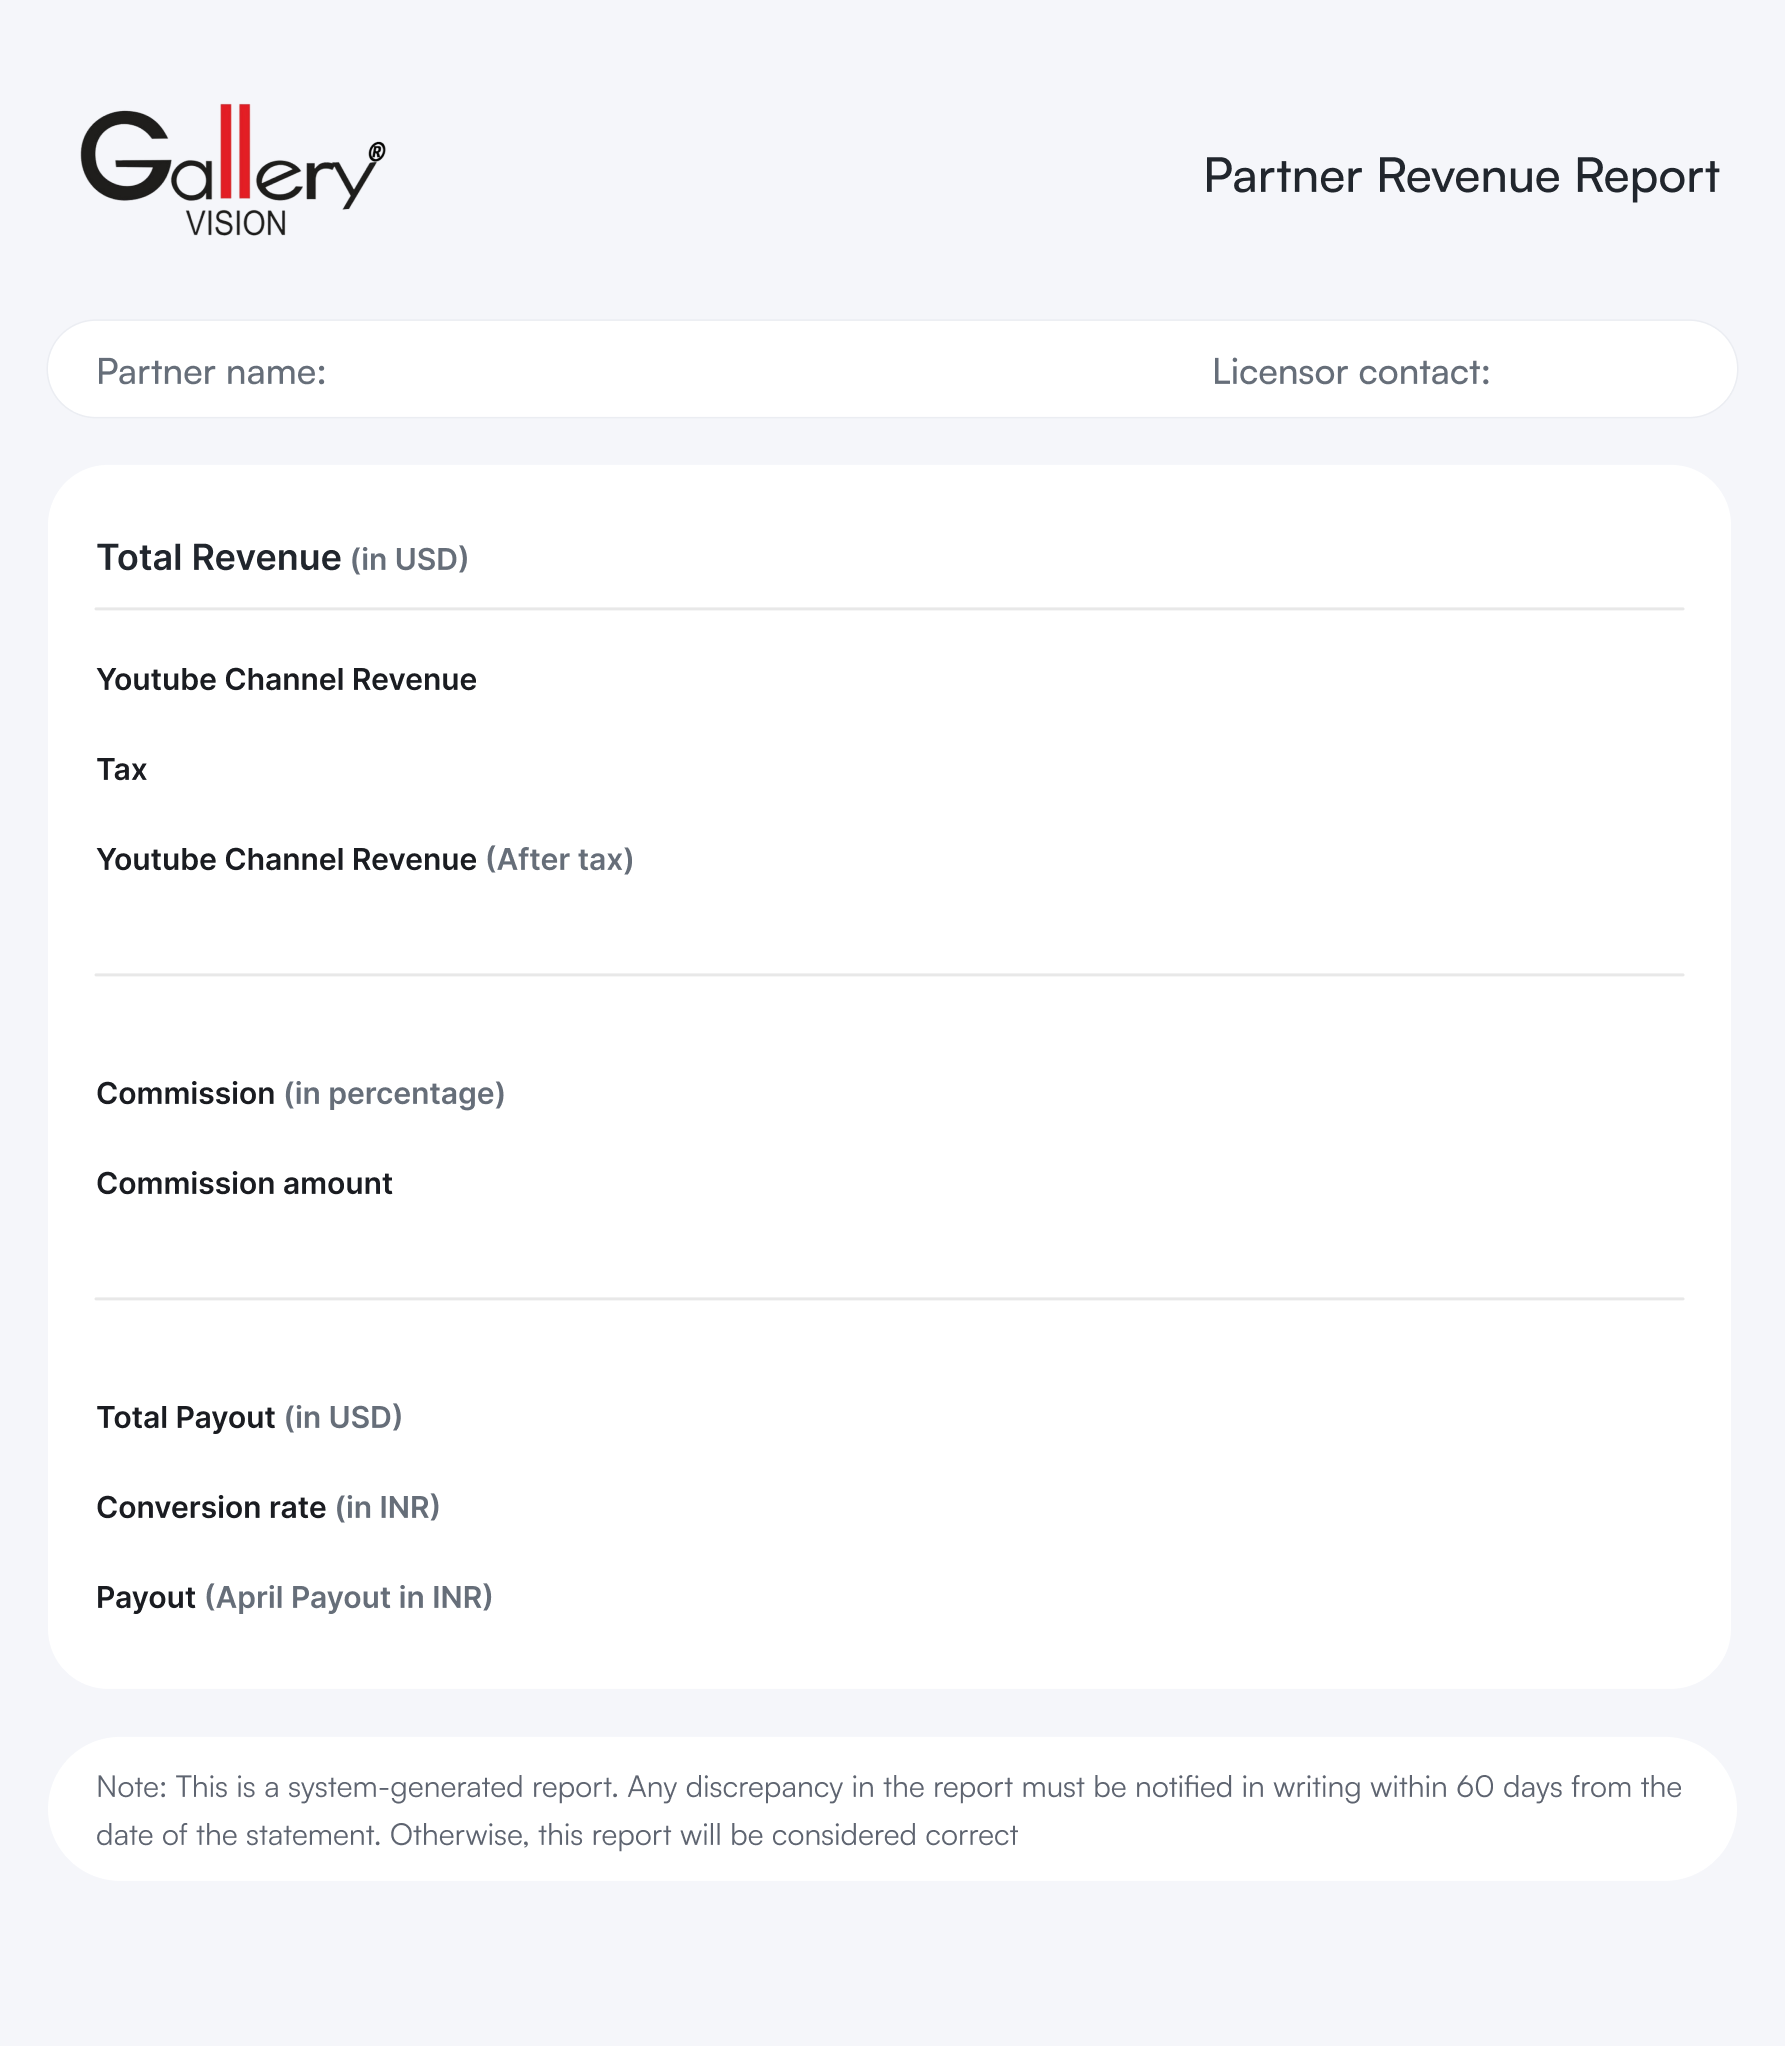 Gallery®
VISION
Partner Revenue Report
Partner name:
Licensor contact:
Total Revenue (in USD)
Youtube Channel Revenue
Tax
Youtube Channel Revenue (After tax)
Commission (in percentage)
Commission amount
Total Payout (in USD)
Conversion rate (in INR)
Payout (April Payout in INR)
Note: This is a system-generated report. Any discrepancy in the report must be notified in writing within 60 days from the
date of the statement. Otherwise, this report will be considered correct